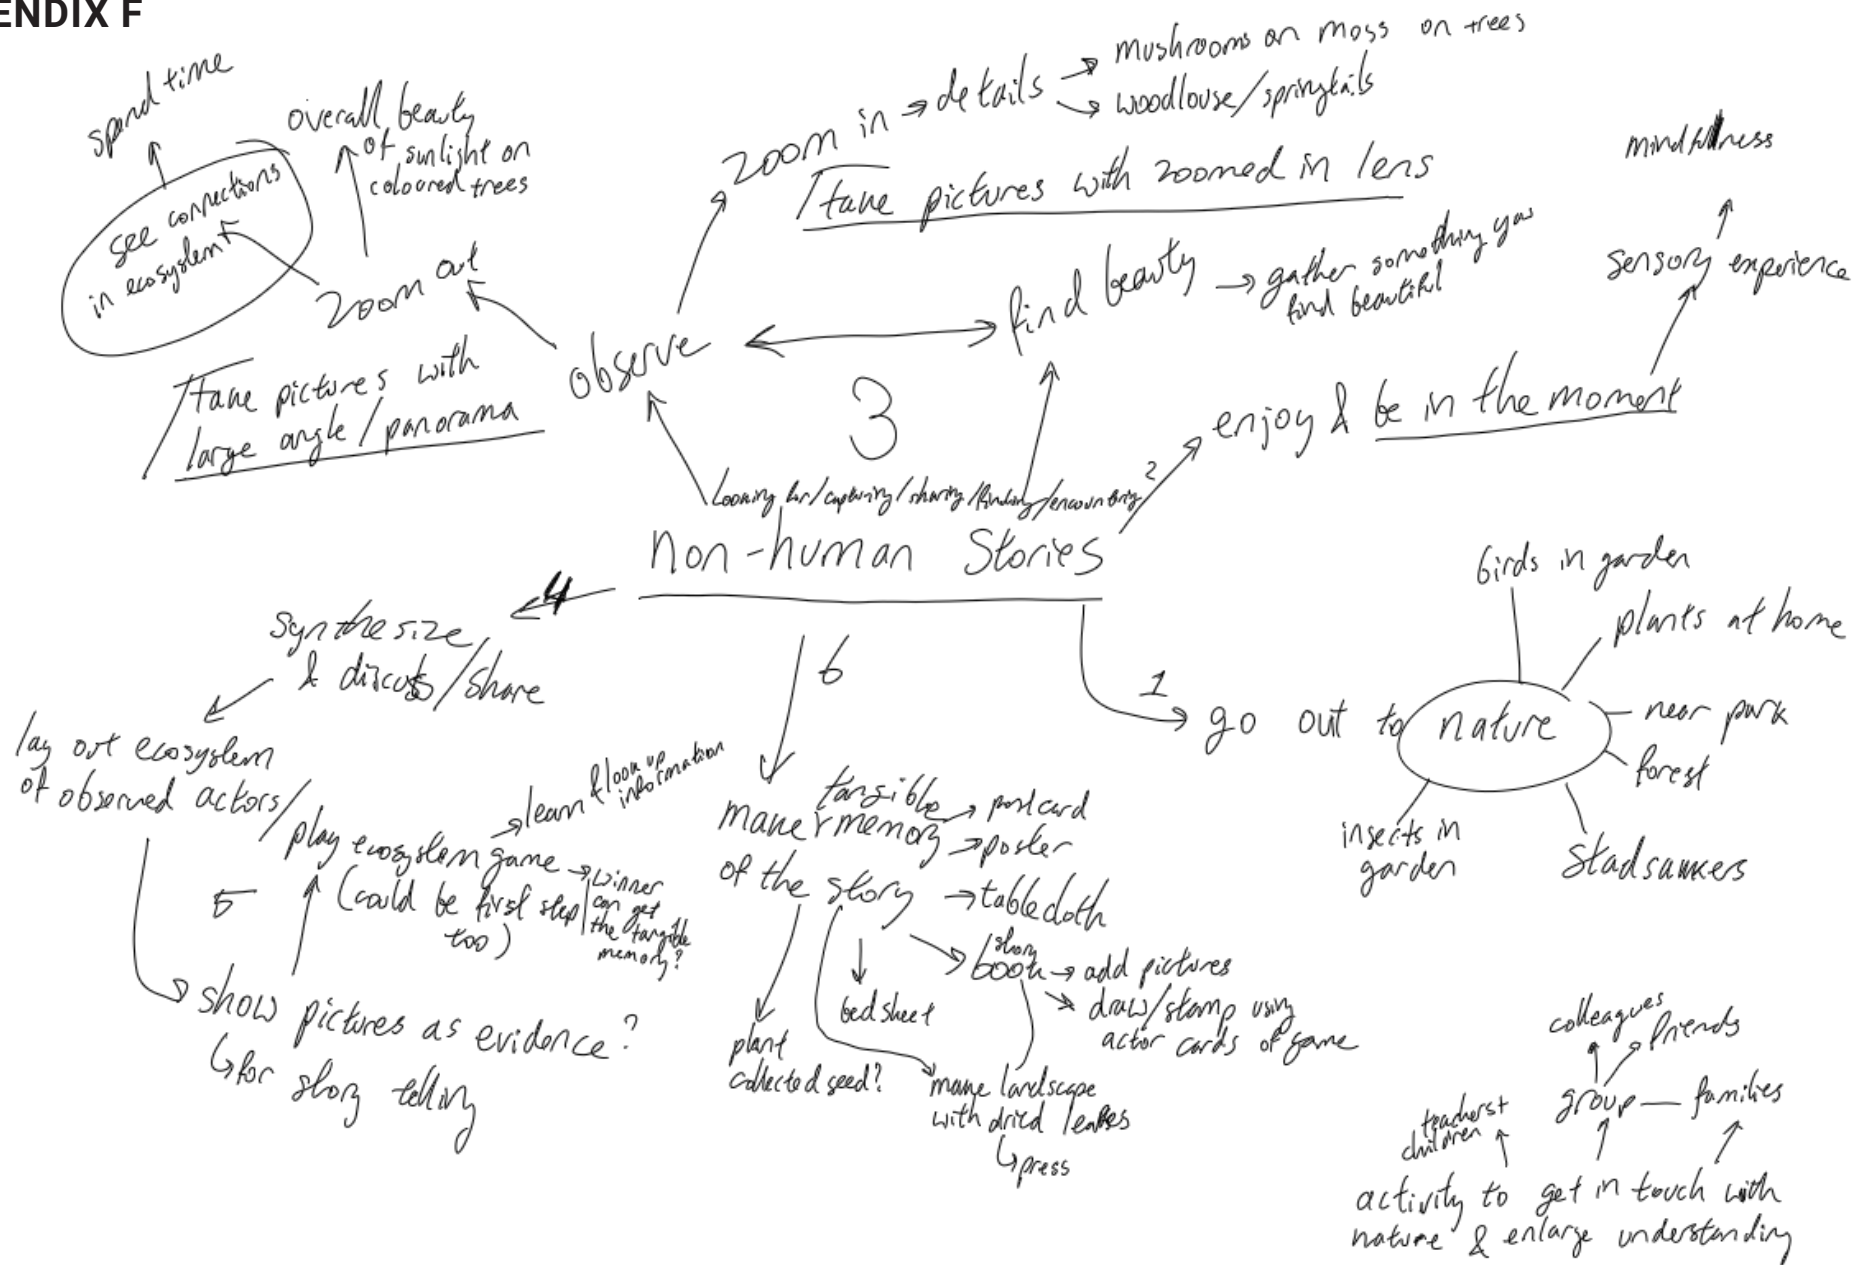 ENDIX F
spend time
overall beauty
of sunlight on
coloured trees
see connections
in ecosystem
zoom out
take pictures with
large angle/panorama
zoom in → details → mushrooms on moss on trees
→ woodlouse/springtails
take pictures with zoomed in lens
observe
find beauty → gather something you
find beautiful
mindfullness
sensory experience
enjoy & be in the moment
3
2
Looking for/capturing/sharing/finding/encountering
Non-human Stories
4
synthesize
& discuss/share
lay out ecosystem
of observed actors/
play ecosystem game
(could be first step
too)
→ learn & look up
information
→ winner
can get
the tangible
memory?
5
show pictures as evidence?
↳ for story telling
6
tangible
make memory
of the story
→ postcard
→ poster
→ tablecloth
story
book → add pictures
→ draw/stamp using
actor cards of game
bedsheet
plant
collected seed?
make landscape
with dried leaves
↳ press
1
go out to nature
birds in garden
plants at home
near park
forest
insects in
garden
colleagues
friends
group — families
teachers+
children
activity to get in touch with
nature & enlarge understanding